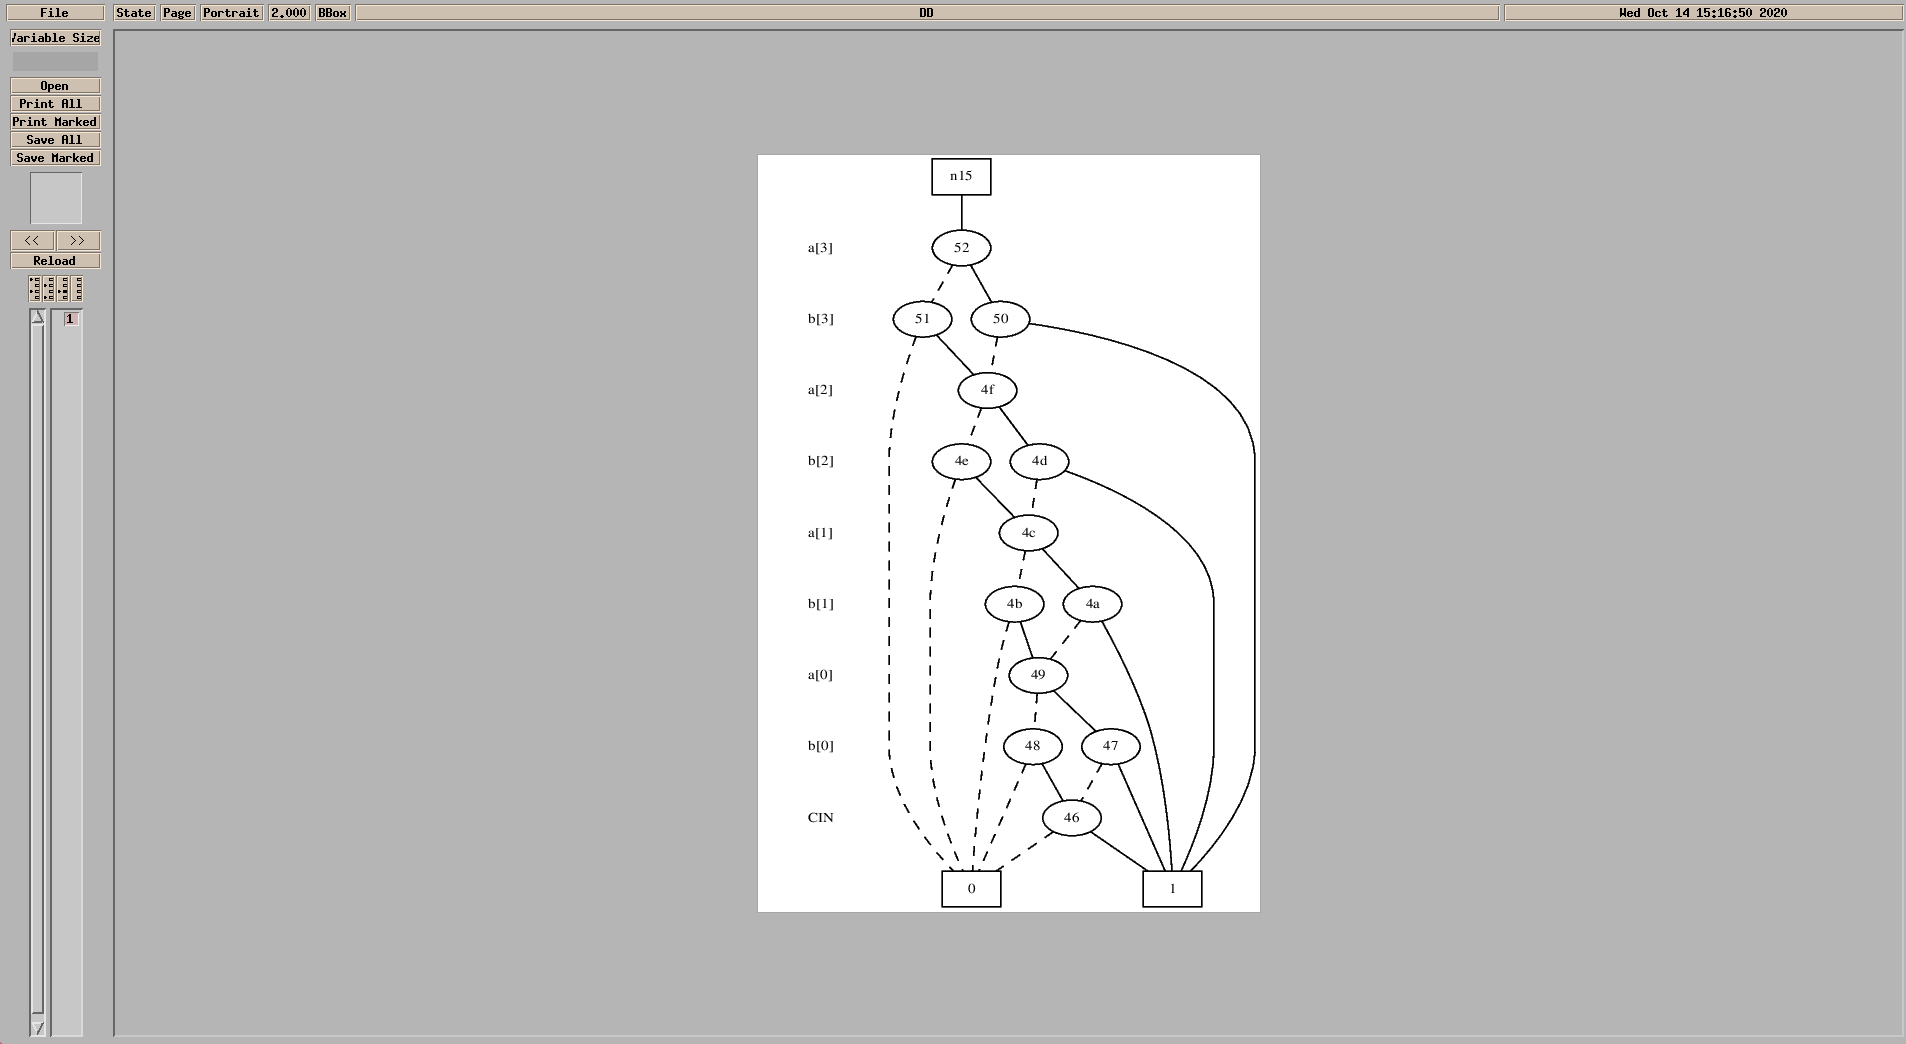 File State Page Portrait 2.000 BBox DD Wed Oct 14 15:16:50 2020
Variable Size
Open
Print All
Print Marked
Save All
Save Marked
<< >>
Reload
1
n15
a[3] 52
b[3] 51 50
a[2] 4f
b[2] 4e 4d
a[1] 4c
b[1] 4b 4a
a[0] 49
b[0] 48 47
CIN 46
0 1